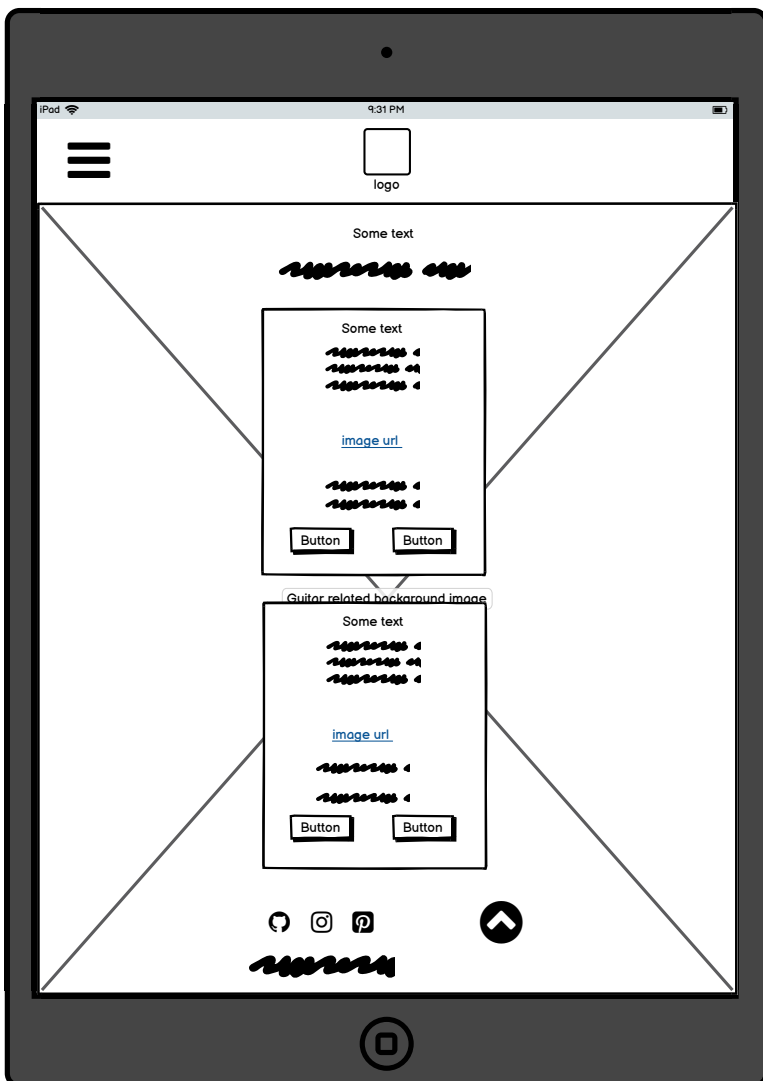 iPad 9:31 PM
logo
Some text
Some text
image url
Button Button
Guitar related background image
Some text
image url
Button Button